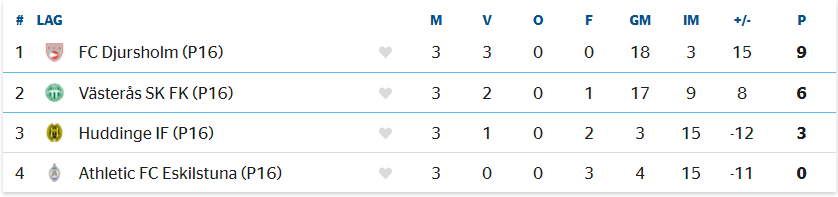 # LAG M V O F GM IM +/- P
1 FC Djursholm (P16) 3 3 0 0 18 3 15 9
2 Västerås SK FK (P16) 3 2 0 1 17 9 8 6
3 Huddinge IF (P16) 3 1 0 2 3 15 -12 3
4 Athletic FC Eskilstuna (P16) 3 0 0 3 4 15 -11 0